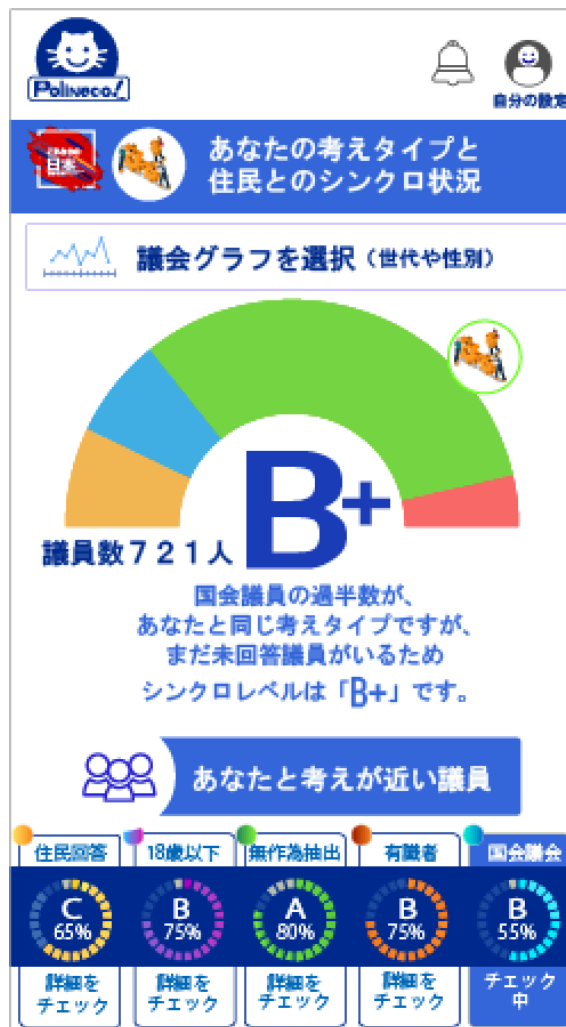 Polineco!
自分の設定
日本
あなたの考えタイプと
住民とのシンクロ状況
議会グラフを選択(世代や性別)
B+
議員数721人
国会議員の過半数が、
あなたと同じ考えタイプですが、
まだ未回答議員がいるため
シンクロレベルは「B+」です。
あなたと考えが近い議員
住民回答
18歳以下
無作為抽出
有識者
国会議会
C
65%
B
75%
A
80%
B
75%
B
55%
詳細を
チェック
詳細を
チェック
詳細を
チェック
詳細を
チェック
チェック
中